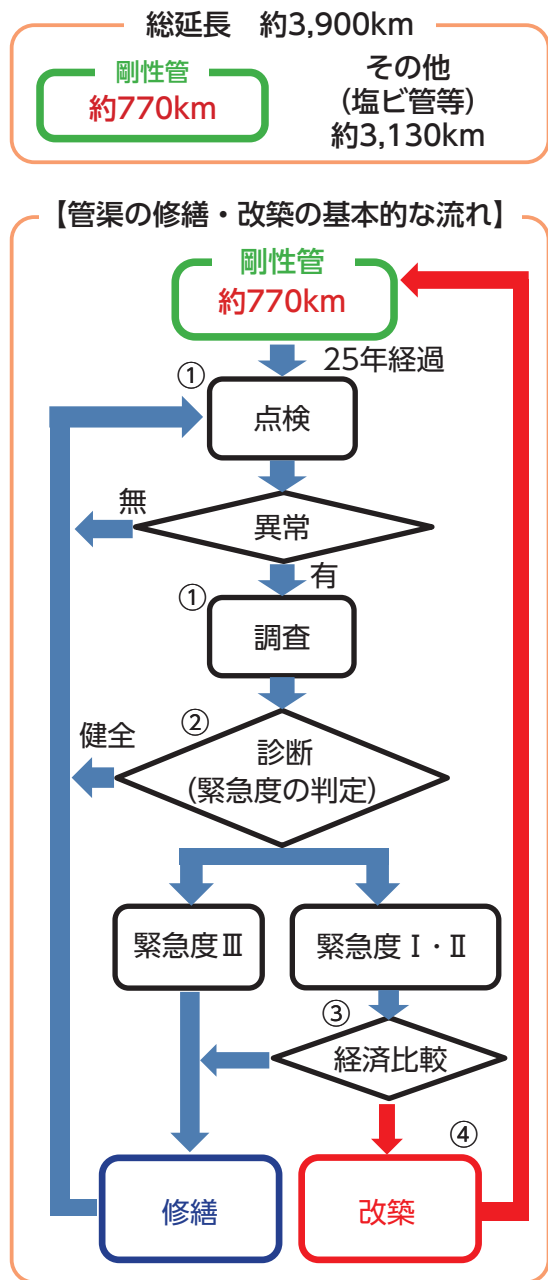 総延長　約3,900km
剛性管
約770km
その他
(塩ビ管等)
約3,130km
【管渠の修繕・改築の基本的な流れ】
剛性管
約770km
25年経過
①
点検
無
異常
有
①
調査
②
健全
診断
(緊急度の判定)
緊急度Ⅲ
緊急度Ⅰ・Ⅱ
③
経済比較
④
修繕
改築